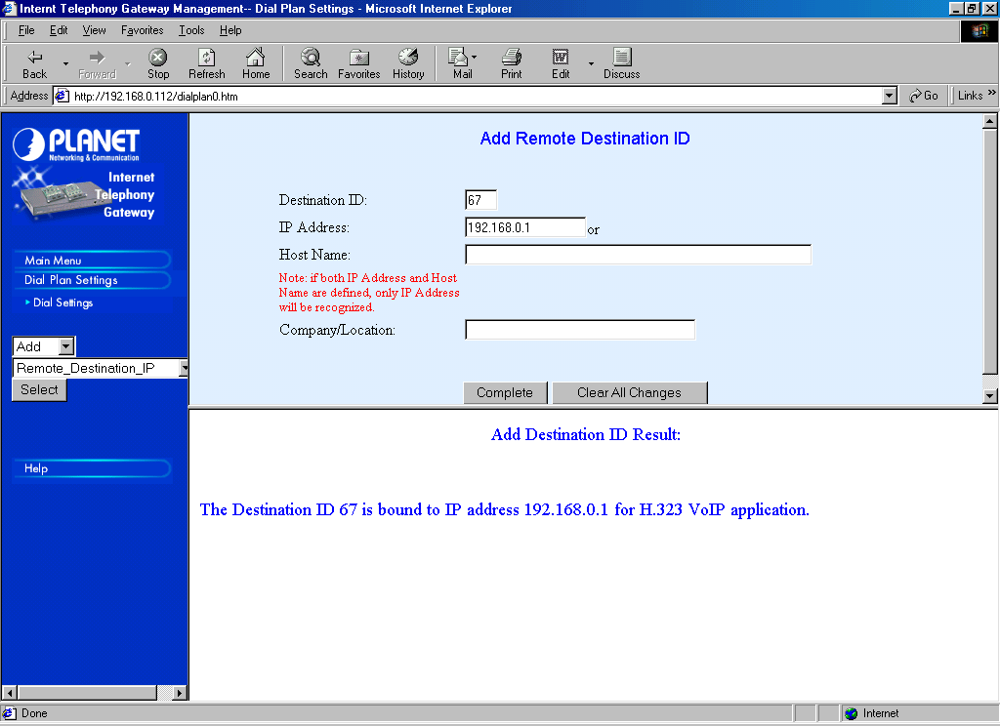 Internt Telephony Gateway Management-- Dial Plan Settings - Microsoft Internet Explorer
File Edit View Favorites Tools Help
Back Forward Stop Refresh Home Search Favorites History Mail Print Edit Discuss
Address http://192.168.0.112/dialplan0.htm Go Links »
PLANET
Networking & Communication
Internet
Telephony
Gateway
Main Menu
Dial Plan Settings
Dial Settings
Add
Remote_Destination_IP
Select
Help
Add Remote Destination ID
Destination ID: 67
IP Address: 192.168.0.1 or
Host Name:
Note: if both IP Address and Host
Name are defined, only IP Address
will be recognized.
Company/Location:
Complete Clear All Changes
Add Destination ID Result:
The Destination ID 67 is bound to IP address 192.168.0.1 for H.323 VoIP application.
Done Internet